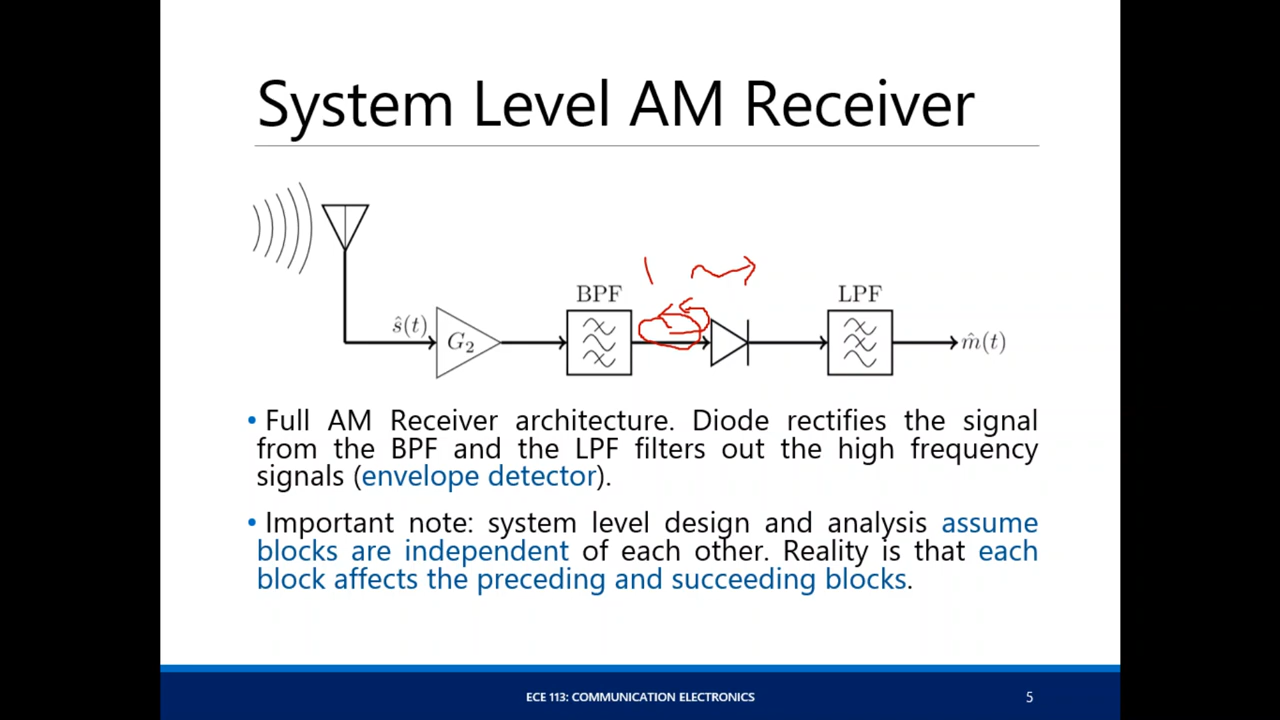 System Level AM Receiver
BPF
LPF
ŝ(t)
G₂
m̂(t)
• Full AM Receiver architecture. Diode rectifies the signal
from the BPF and the LPF filters out the high frequency
signals (envelope detector).
• Important note: system level design and analysis assume
blocks are independent of each other. Reality is that each
block affects the preceding and succeeding blocks.
ECE 113: COMMUNICATION ELECTRONICS
5